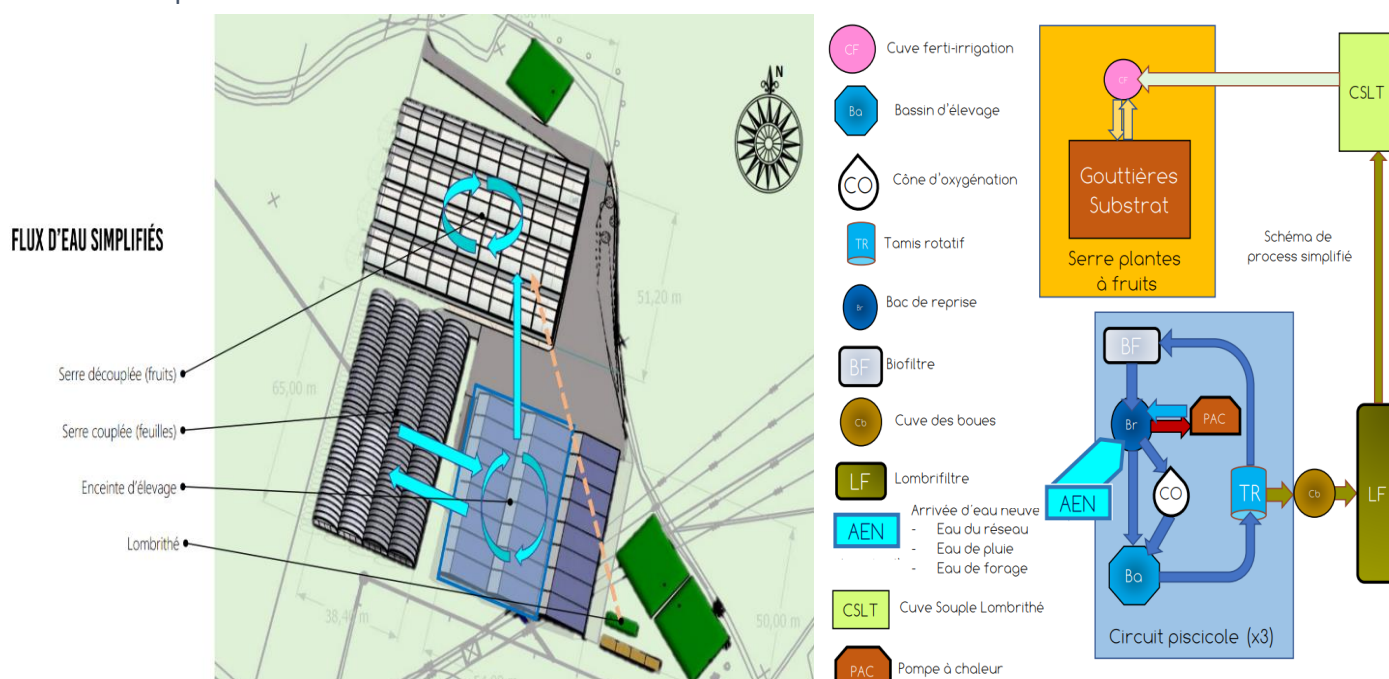 FLUX D'EAU SIMPLIFIÉS
Serre découplée (fruits)
Serre couplée (feuilles)
Enceinte d'élevage
Lombrithé
N
51,20 m
65,00 m
38,40 m
50,00 m
CF
Cuve ferti-irrigation
Ba
Bassin d'élevage
CO
Cône d'oxygénation
TR
Tamis rotatif
Br
Bac de reprise
BF
Biofiltre
Cb
Cuve des boues
LF
Lombrifiltre
AEN
Arrivée d'eau neuve
- Eau du réseau
- Eau de pluie
- Eau de forage
CSLT
Cuve Souple Lombrithé
PAC
Pompe à chaleur
CF
Gouttières
Substrat
Serre plantes
à fruits
CSLT
Schéma de
process simplifié
BF
Br
PAC
AEN
CO
TR
Cb
LF
Ba
Circuit piscicole (x3)